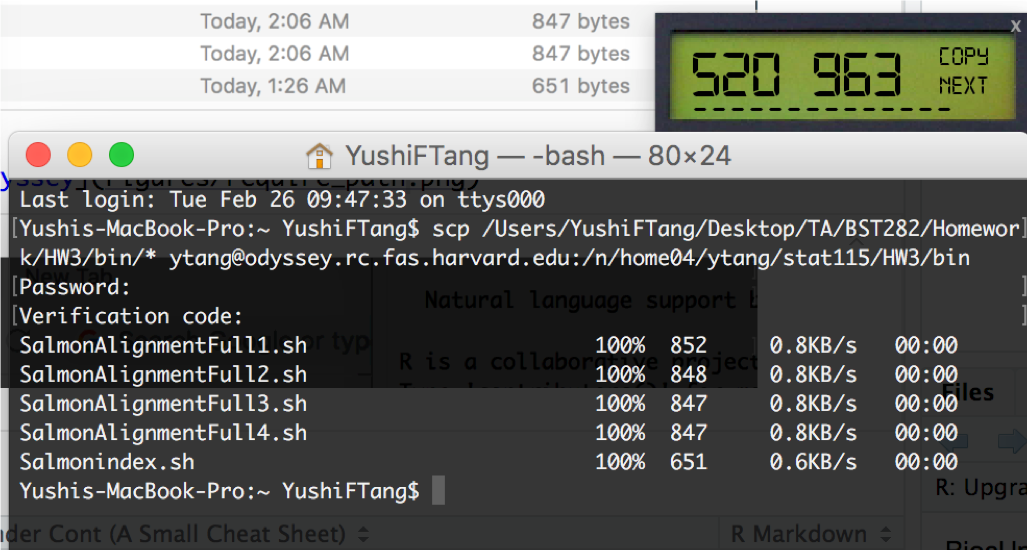 Today, 2:06 AM 847 bytes
Today, 2:06 AM 847 bytes
Today, 1:26 AM 651 bytes
X
520 963 COPY
NEXT
YushiFTang — -bash — 80×24
Last login: Tue Feb 26 09:47:33 on ttys000
[Yushis-MacBook-Pro:~ YushiFTang$ scp /Users/YushiFTang/Desktop/TA/BST282/Homewor]
k/HW3/bin/* ytang@odyssey.rc.fas.harvard.edu:/n/home04/ytang/stat115/HW3/bin
New Tab
[Password: ]
Natural language support b
[Verification code: ]
or type
SalmonAlignmentFull1.sh 100% 852 0.8KB/s 00:00
R is a collaborative project
SalmonAlignmentFull2.sh 100% 848 0.8KB/s 00:00
Files
SalmonAlignmentFull3.sh 100% 847 0.8KB/s 00:00
SalmonAlignmentFull4.sh 100% 847 0.8KB/s 00:00
Salmonindex.sh 100% 651 0.6KB/s 00:00
Yushis-MacBook-Pro:~ YushiFTang$
R: Upgra
nder Cont (A Small Cheat Sheet) R Markdown